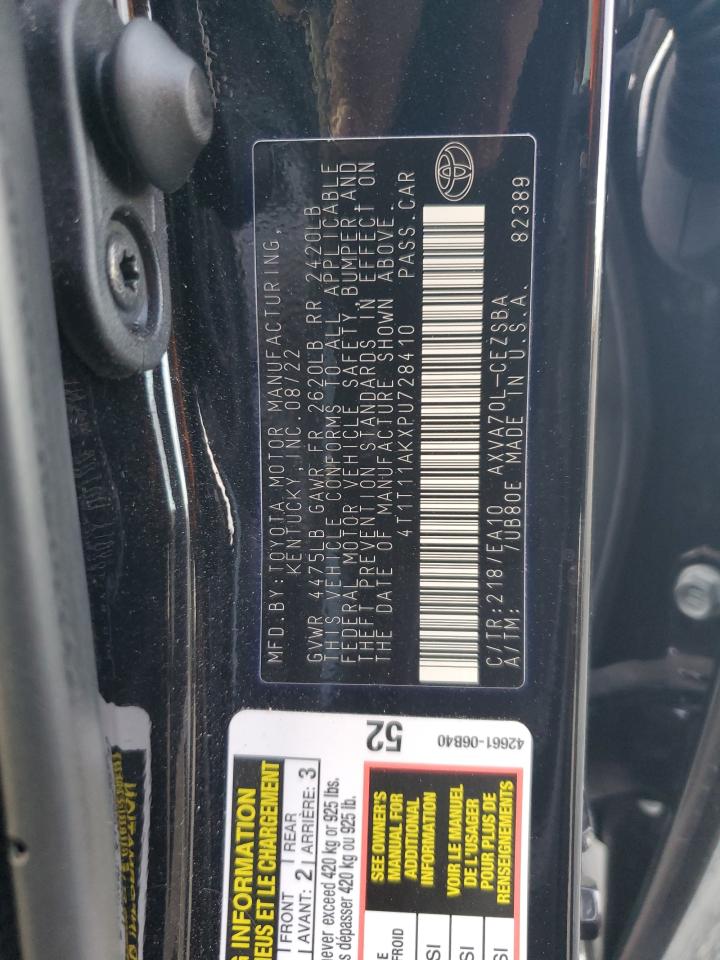 MFD.BY:TOYOTA MOTOR MANUFACTURING,
KENTUCKY, INC. 08/22
GVWR 4475LB GAWR FR 2620LB RR 2420LB
THIS VEHICLE CONFORMS TO ALL APPLICABLE
FEDERAL MOTOR VEHICLE SAFETY, BUMPER AND
THEFT PREVENTION STANDARDS IN EFFECT ON
THE DATE OF MANUFACTURE SHOWN ABOVE.
4T1T11AKXPU728410 PASS.CAR
C/TR:218/EA10 AXVA70L-CEZSBA
A/TM: 7UB80E MADE IN U.S.A. 82389
52
42661-06B40
INFORMATION
ET LE CHARGEMENT
FRONT REAR
AVANT: 2 ARRIÈRE: 3
never exceed 420 kg or 925 lbs.
dépasser 420 kg ou 925 lb.
SEE OWNER'S
MANUAL FOR
ADDITIONAL
INFORMATION
VOIR LE MANUEL
DE L'USAGER
POUR PLUS DE
RENSEIGNEMENTS